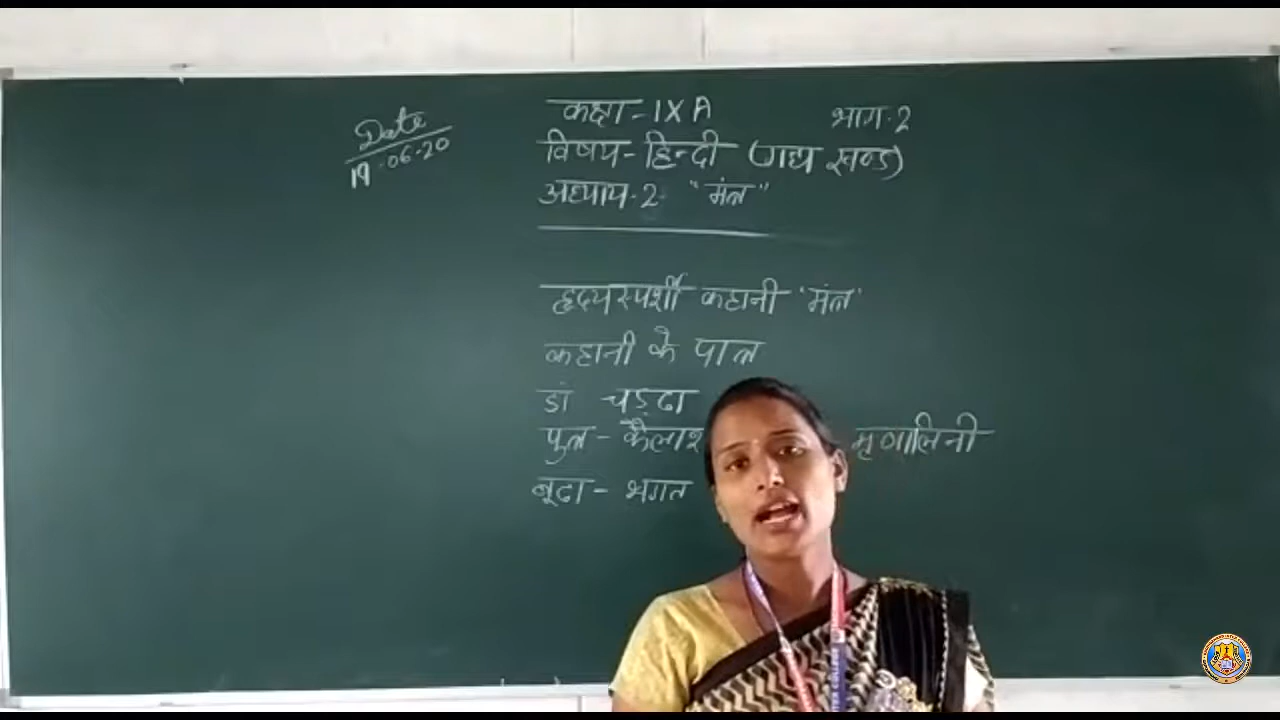 Date
19-06-20
कक्षा - IX A भाग-2
विषय - हिन्दी (गद्य खण्ड)
अध्याय-2- "मंत्र"
हृदयस्पर्शी कहानी 'मंत्र'
कहानी के पात्र
डां चड़्ढा
पुत्र - कैलाश मृणालिनी
बूढा - भगत